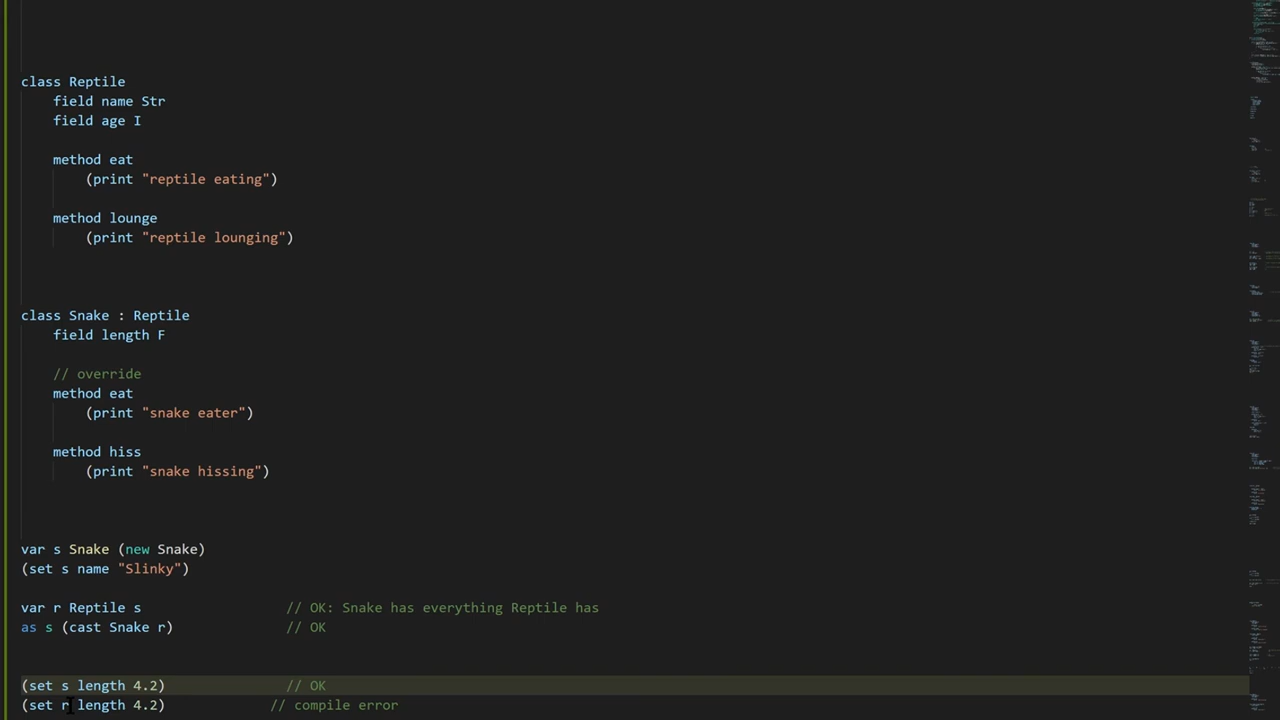 class Reptile
    field name Str
    field age I
    method eat
        (print "reptile eating")
    method lounge
        (print "reptile lounging")
class Snake : Reptile
    field length F
    // override
    method eat
        (print "snake eater")
    method hiss
        (print "snake hissing")
var s Snake (new Snake)
(set s name "Slinky")
var r Reptile s                  // OK: Snake has everything Reptile has
as s (cast Snake r)              // OK
(set s length 4.2)               // OK
(set r length 4.2)             // compile error